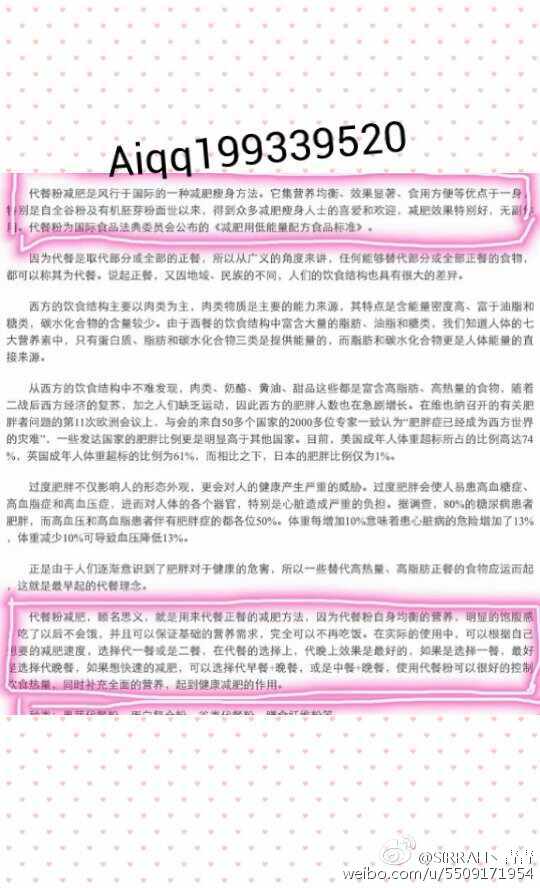 Aiqq199339520
代餐粉减肥是风行于国际的一种减肥瘦身方法。它集营养均衡、效果显著、食用方便等优点于一身,
特别是自全谷粉及有机胚芽粉面世以来，得到众多减肥瘦身人士的喜爱和欢迎，减肥效果特别好，无副
用。代餐粉为国际食品法典委员会公布的《减肥用低能量配方食品标准》。
因为代餐是取代部分或全部的正餐，所以从广义的角度来讲，任何能够替代部分或全部正餐的食物,
都可以称其为代餐。说起正餐，又因地域、民族的不同，人们的饮食结构也具有很大的差异。
西方的饮食结构主要以肉类为主，肉类物质是主要的能力来源，其特点是含能量密度高、富于油脂和
糖类，碳水化合物的含量较少。由于西餐的饮食结构中富含大量的脂肪、油脂和糖类，我们知道人体的七
大营养素中，只有蛋白质、脂肪和碳水化合物三类是提供能量的，而脂肪和碳水化合物更是人体能量的直
接来源。
从西方的饮食结构中不难发现，肉类、奶酪、黄油、甜品这些都是富含高脂肪、高热量的食物，随着
二战后西方经济的复苏，加之人们缺乏运动，因此西方的肥胖人数也在急剧增长。在维也纳召开的有关肥
胖者问题的第11次欧洲会议上，与会的来自50多个国家的2000多位专家一致认为“肥胖症已经成为西方世界
的灾难”，一些发达国家的肥胖比例更是明显高于其他国家。目前，美国成年人体重超标所占的比例高达74
%，英国成年人体重超标的比例为61%，而相比之下，日本的肥胖比例仅为1%。
过度肥胖不仅影响人的形态外观，更会对人的健康产生严重的威胁。过度肥胖会使人易患高血糖症、
高血脂症和高血压症，进而对人体的各个器官，特别是心脏造成严重的负担。据调查，80%的糖尿病患者
肥胖，而高血压和高血脂患者伴有肥胖症的都各位50%。体重每增加10%意味着患心脏病的危险增加了13%
，体重减少10%可导致血压降低13%。
正是由于人们逐渐意识到了肥胖对于健康的危害，所以一些替代高热量、高脂肪正餐的食物应运而起
，这就是最早起的代餐理念。
代餐粉减肥，顾名思义，就是用来代餐正餐的减肥方法，因为代餐粉自身均衡的营养，明显的饱腹感
吃了以后不会饿，并且可以保证基础的营养需求，完全可以不再吃饭。在实际的使用中，可以根据自己
想要的减肥速度，选择代一餐或是二餐，在代餐的选择上，代晚上效果是最好的，如果是选择一餐，最好
是选择代晚餐，如果想快速的减肥，可以选择代早餐+晚餐，或是中餐+晚餐，使用代餐粉可以很好的控制
饮食热量，同时补充全面的营养，起到健康减肥的作用。
weibo.com/u/5509171954